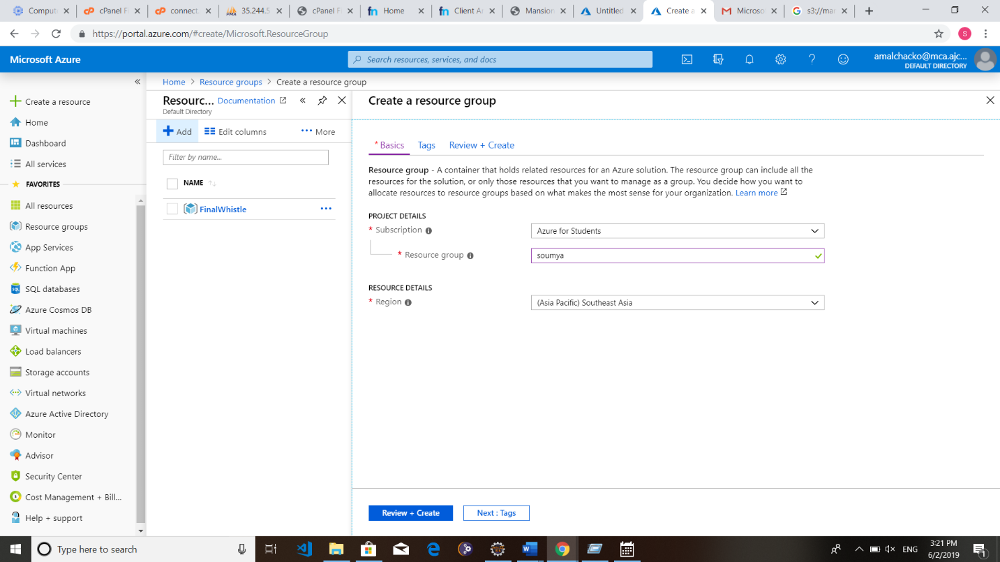 Comput
cPanel F
connect.
PMA
35.244.5
cPanel F
fn Home
fn Client A
Mansion
Untitled
Create a
Microso
s3://mar
https://portal.azure.com/#create/Microsoft.ResourceGroup
S
Microsoft Azure
Search resources, services, and docs
amalchacko@mca.ajc...
DEFAULT DIRECTORY
Create a resource
Home
Dashboard
All services
FAVORITES
All resources
Resource groups
App Services
Function App
SQL databases
Azure Cosmos DB
Virtual machines
Load balancers
Storage accounts
Virtual networks
Azure Active Directory
Monitor
Advisor
Security Center
Cost Management + Bill...
Help + support
Home > Resource groups > Create a resource group
Resourc... Documentation
Default Directory
Add Edit columns ... More
Filter by name...
NAME
FinalWhistle ...
Create a resource group
* Basics Tags Review + Create
Resource group - A container that holds related resources for an Azure solution. The resource group can include all the
resources for the solution, or only those resources that you want to manage as a group. You decide how you want to
allocate resources to resource groups based on what makes the most sense for your organization. Learn more
PROJECT DETAILS
* Subscription Azure for Students
* Resource group soumya
RESOURCE DETAILS
* Region (Asia Pacific) Southeast Asia
Review + Create Next : Tags
Type here to search
ENG
3:21 PM
6/2/2019
1